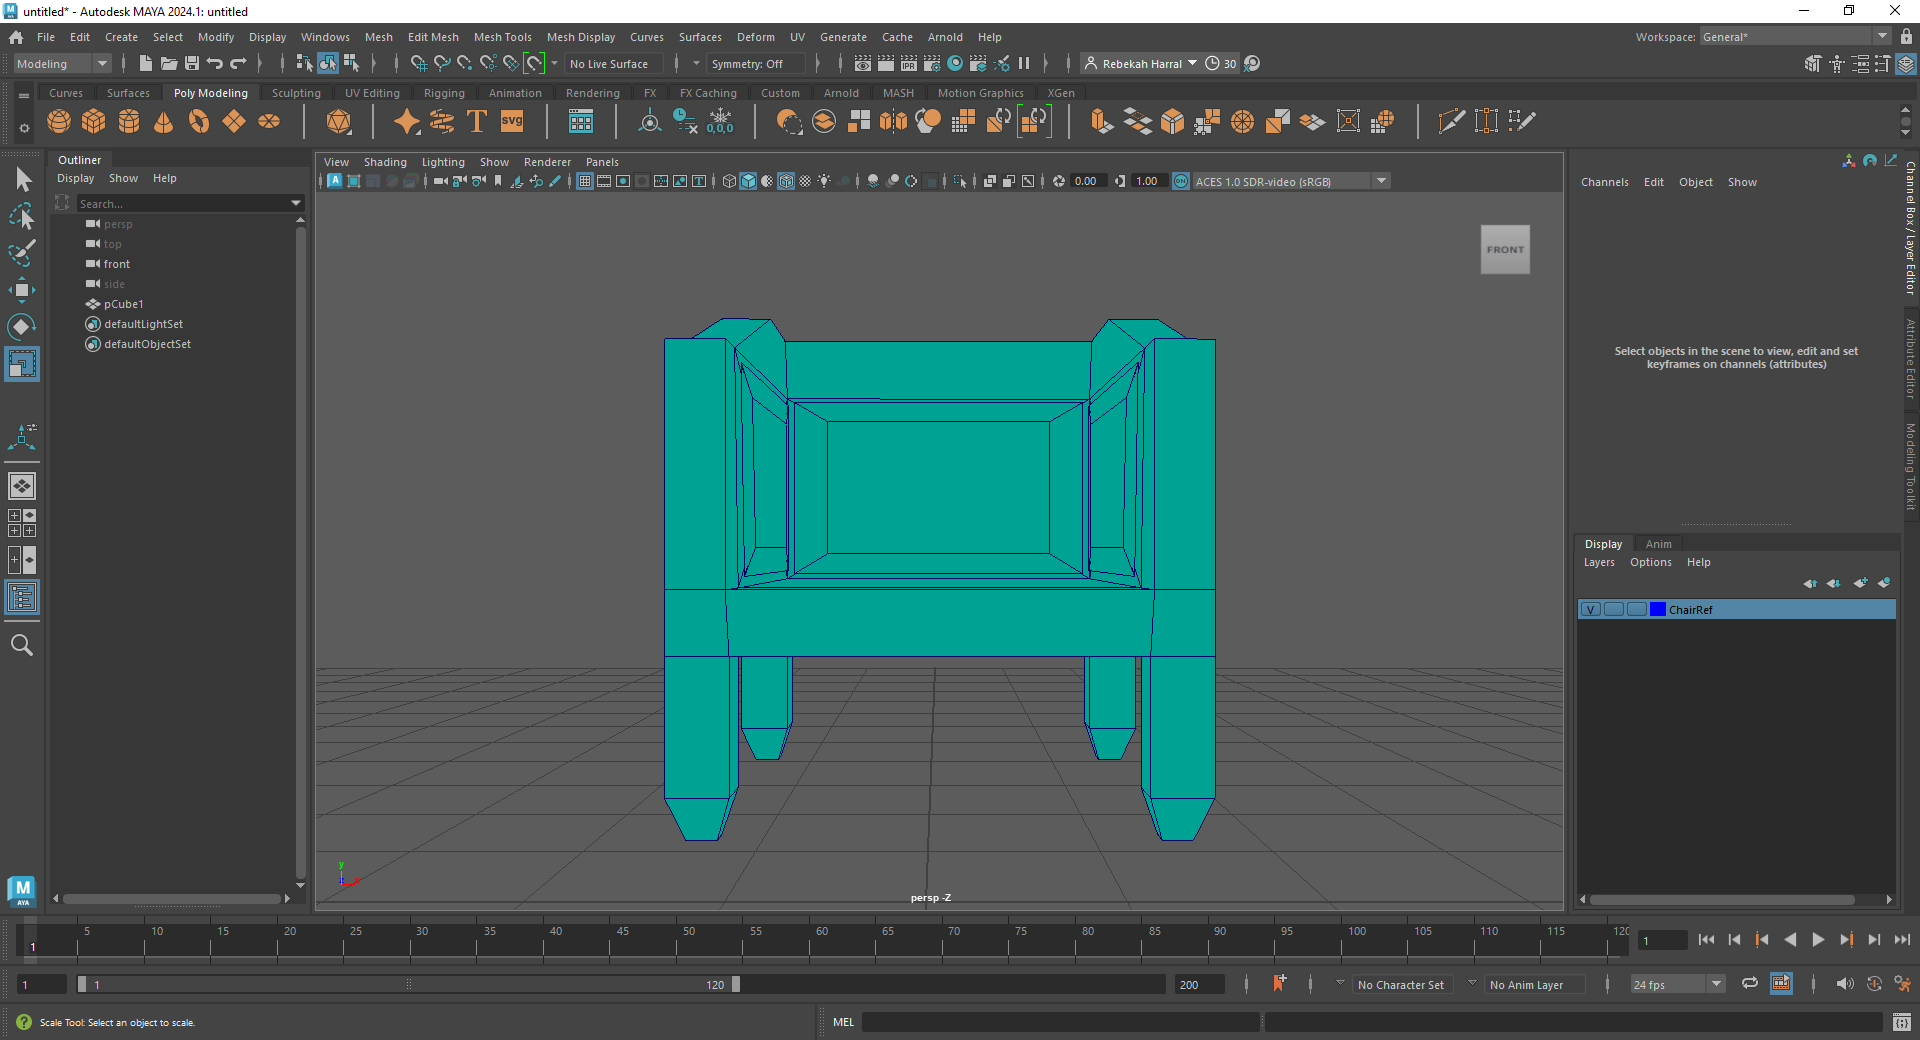 untitled* - Autodesk MAYA 2024.1: untitled
File Edit Create Select Modify Display Windows Mesh Edit Mesh Mesh Tools Mesh Display Curves Surfaces Deform UV Generate Cache Arnold Help
Workspace: General*
Modeling No Live Surface Symmetry: Off IPR Rebekah Harral 30
Curves Surfaces Poly Modeling Sculpting UV Editing Rigging Animation Rendering FX FX Caching Custom Arnold MASH Motion Graphics XGen
T svg 0,0,0
Outliner
Display Show Help
Search...
persp
top
front
side
pCube1
defaultLightSet
defaultObjectSet
View Shading Lighting Show Renderer Panels
0.00 1.00 ON ACES 1.0 SDR-video (sRGB)
FRONT
y
persp -Z
Channels Edit Object Show
Select objects in the scene to view, edit and set
keyframes on channels (attributes)
Channel Box / Layer Editor
Attribute Editor
Modeling Toolkit
Display Anim
Layers Options Help
V ChairRef
M
AYA
5 10 15 20 25 30 35 40 45 50 55 60 65 70 75 80 85 90 95 100 105 110 115 120
1
1
1 1 120 200 No Character Set No Anim Layer 24 fps
Scale Tool: Select an object to scale.
MEL